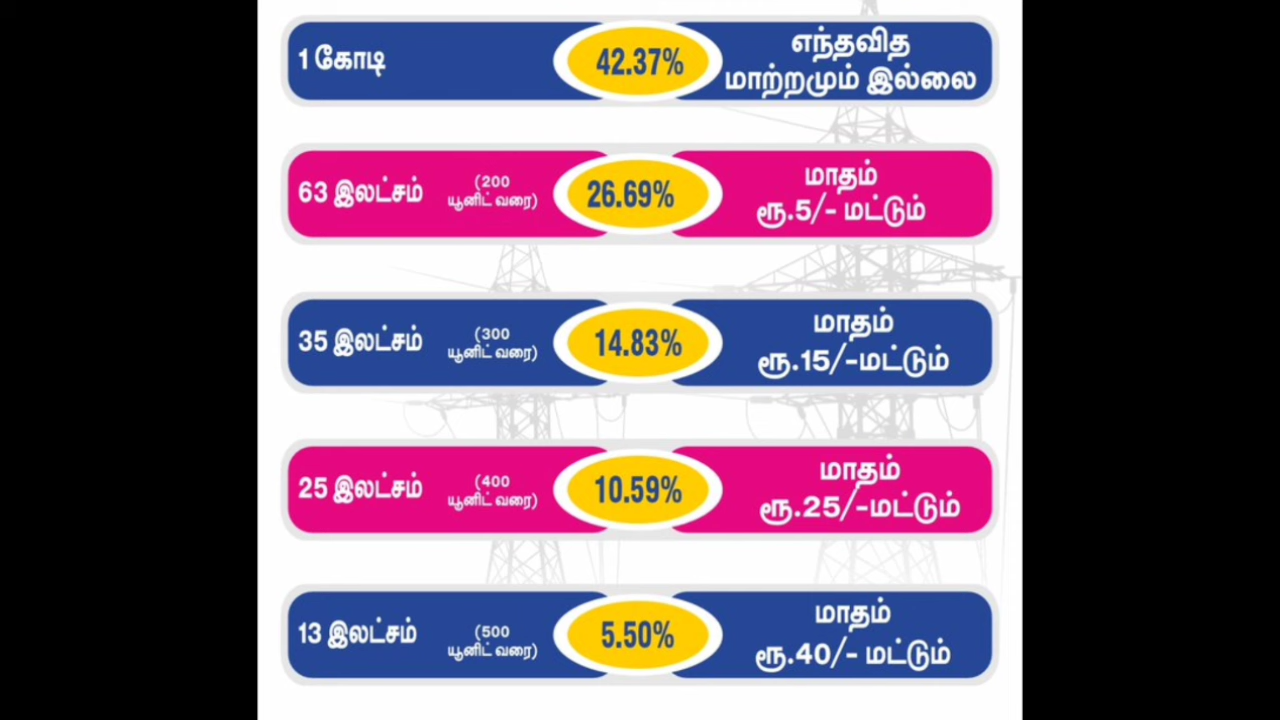 1 கோடி
42.37%
எந்தவித
மாற்றமும் இல்லை
63 இலட்சம்
(200
யூனிட் வரை)
26.69%
மாதம்
ரூ.5/- மட்டும்
35 இலட்சம்
(300
யூனிட் வரை)
14.83%
மாதம்
ரூ.15/-மட்டும்
25 இலட்சம்
(400
யூனிட் வரை)
10.59%
மாதம்
ரூ.25/-மட்டும்
13 இலட்சம்
(500
யூனிட் வரை)
5.50%
மாதம்
ரூ.40/- மட்டும்